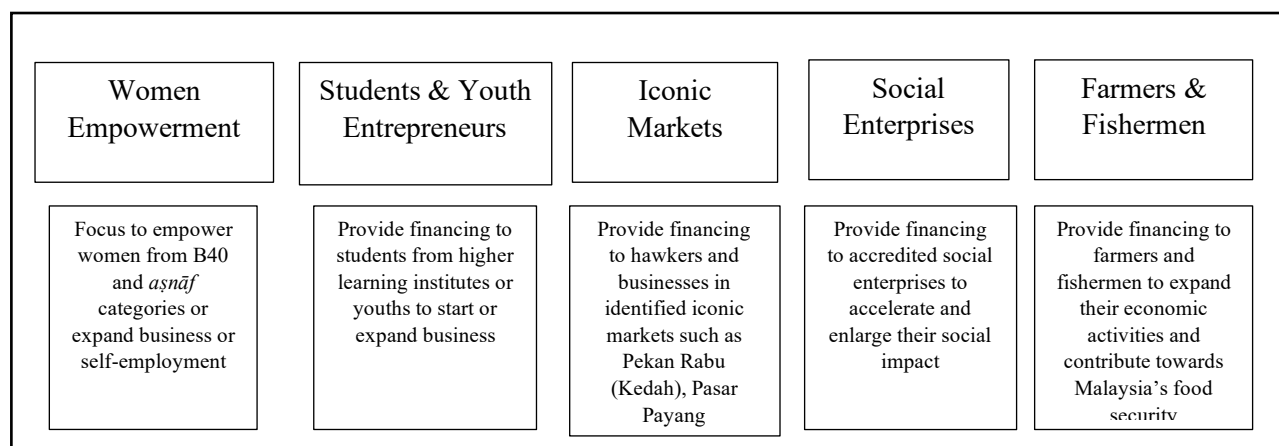 Women
Empowerment
Students & Youth
Entrepreneurs
Iconic
Markets
Social
Enterprises
Farmers &
Fishermen
Focus to empower
women from B40
and aṣnāf
categories or
expand business or
self-employment
Provide financing to
students from higher
learning institutes or
youths to start or
expand business
Provide financing
to hawkers and
businesses in
identified iconic
markets such as
Pekan Rabu
(Kedah), Pasar
Payang
Provide financing
to accredited social
enterprises to
accelerate and
enlarge their social
impact
Provide financing to
farmers and
fishermen to expand
their economic
activities and
contribute towards
Malaysia’s food
security